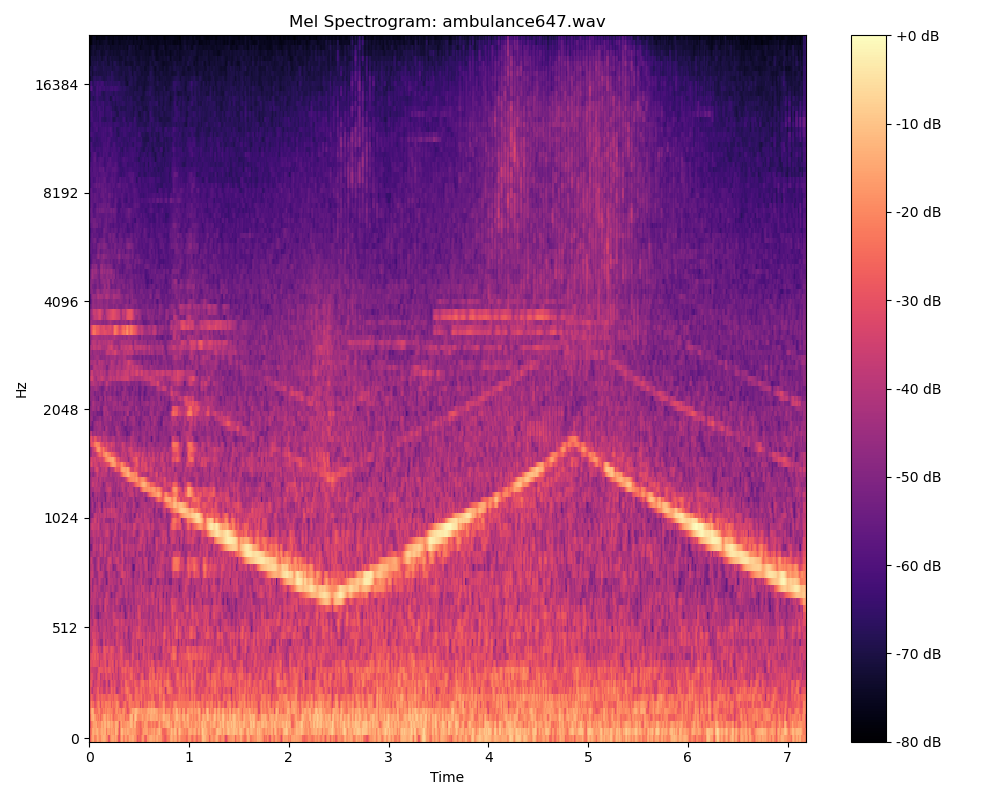 Mel Spectrogram: ambulance647.wav
+0 dB
-10 dB
-20 dB
-30 dB
-40 dB
-50 dB
-60 dB
-70 dB
-80 dB
16384
8192
4096
2048
1024
512
0
Hz
0 1 2 3 4 5 6 7
Time